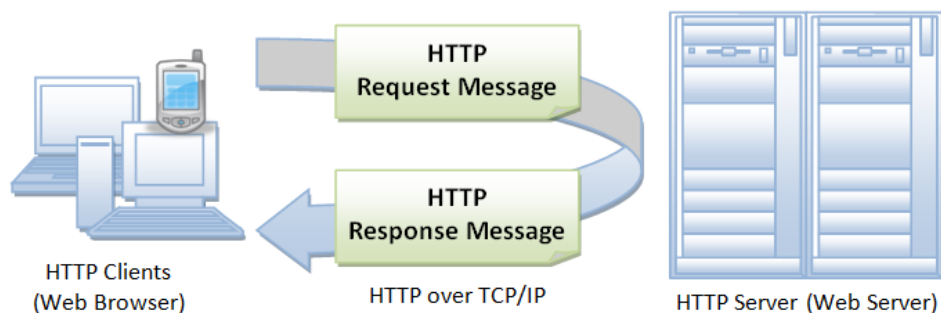 HTTP
Request Message
HTTP
Response Message
HTTP Clients
(Web Browser)
HTTP over TCP/IP
HTTP Server (Web Server)